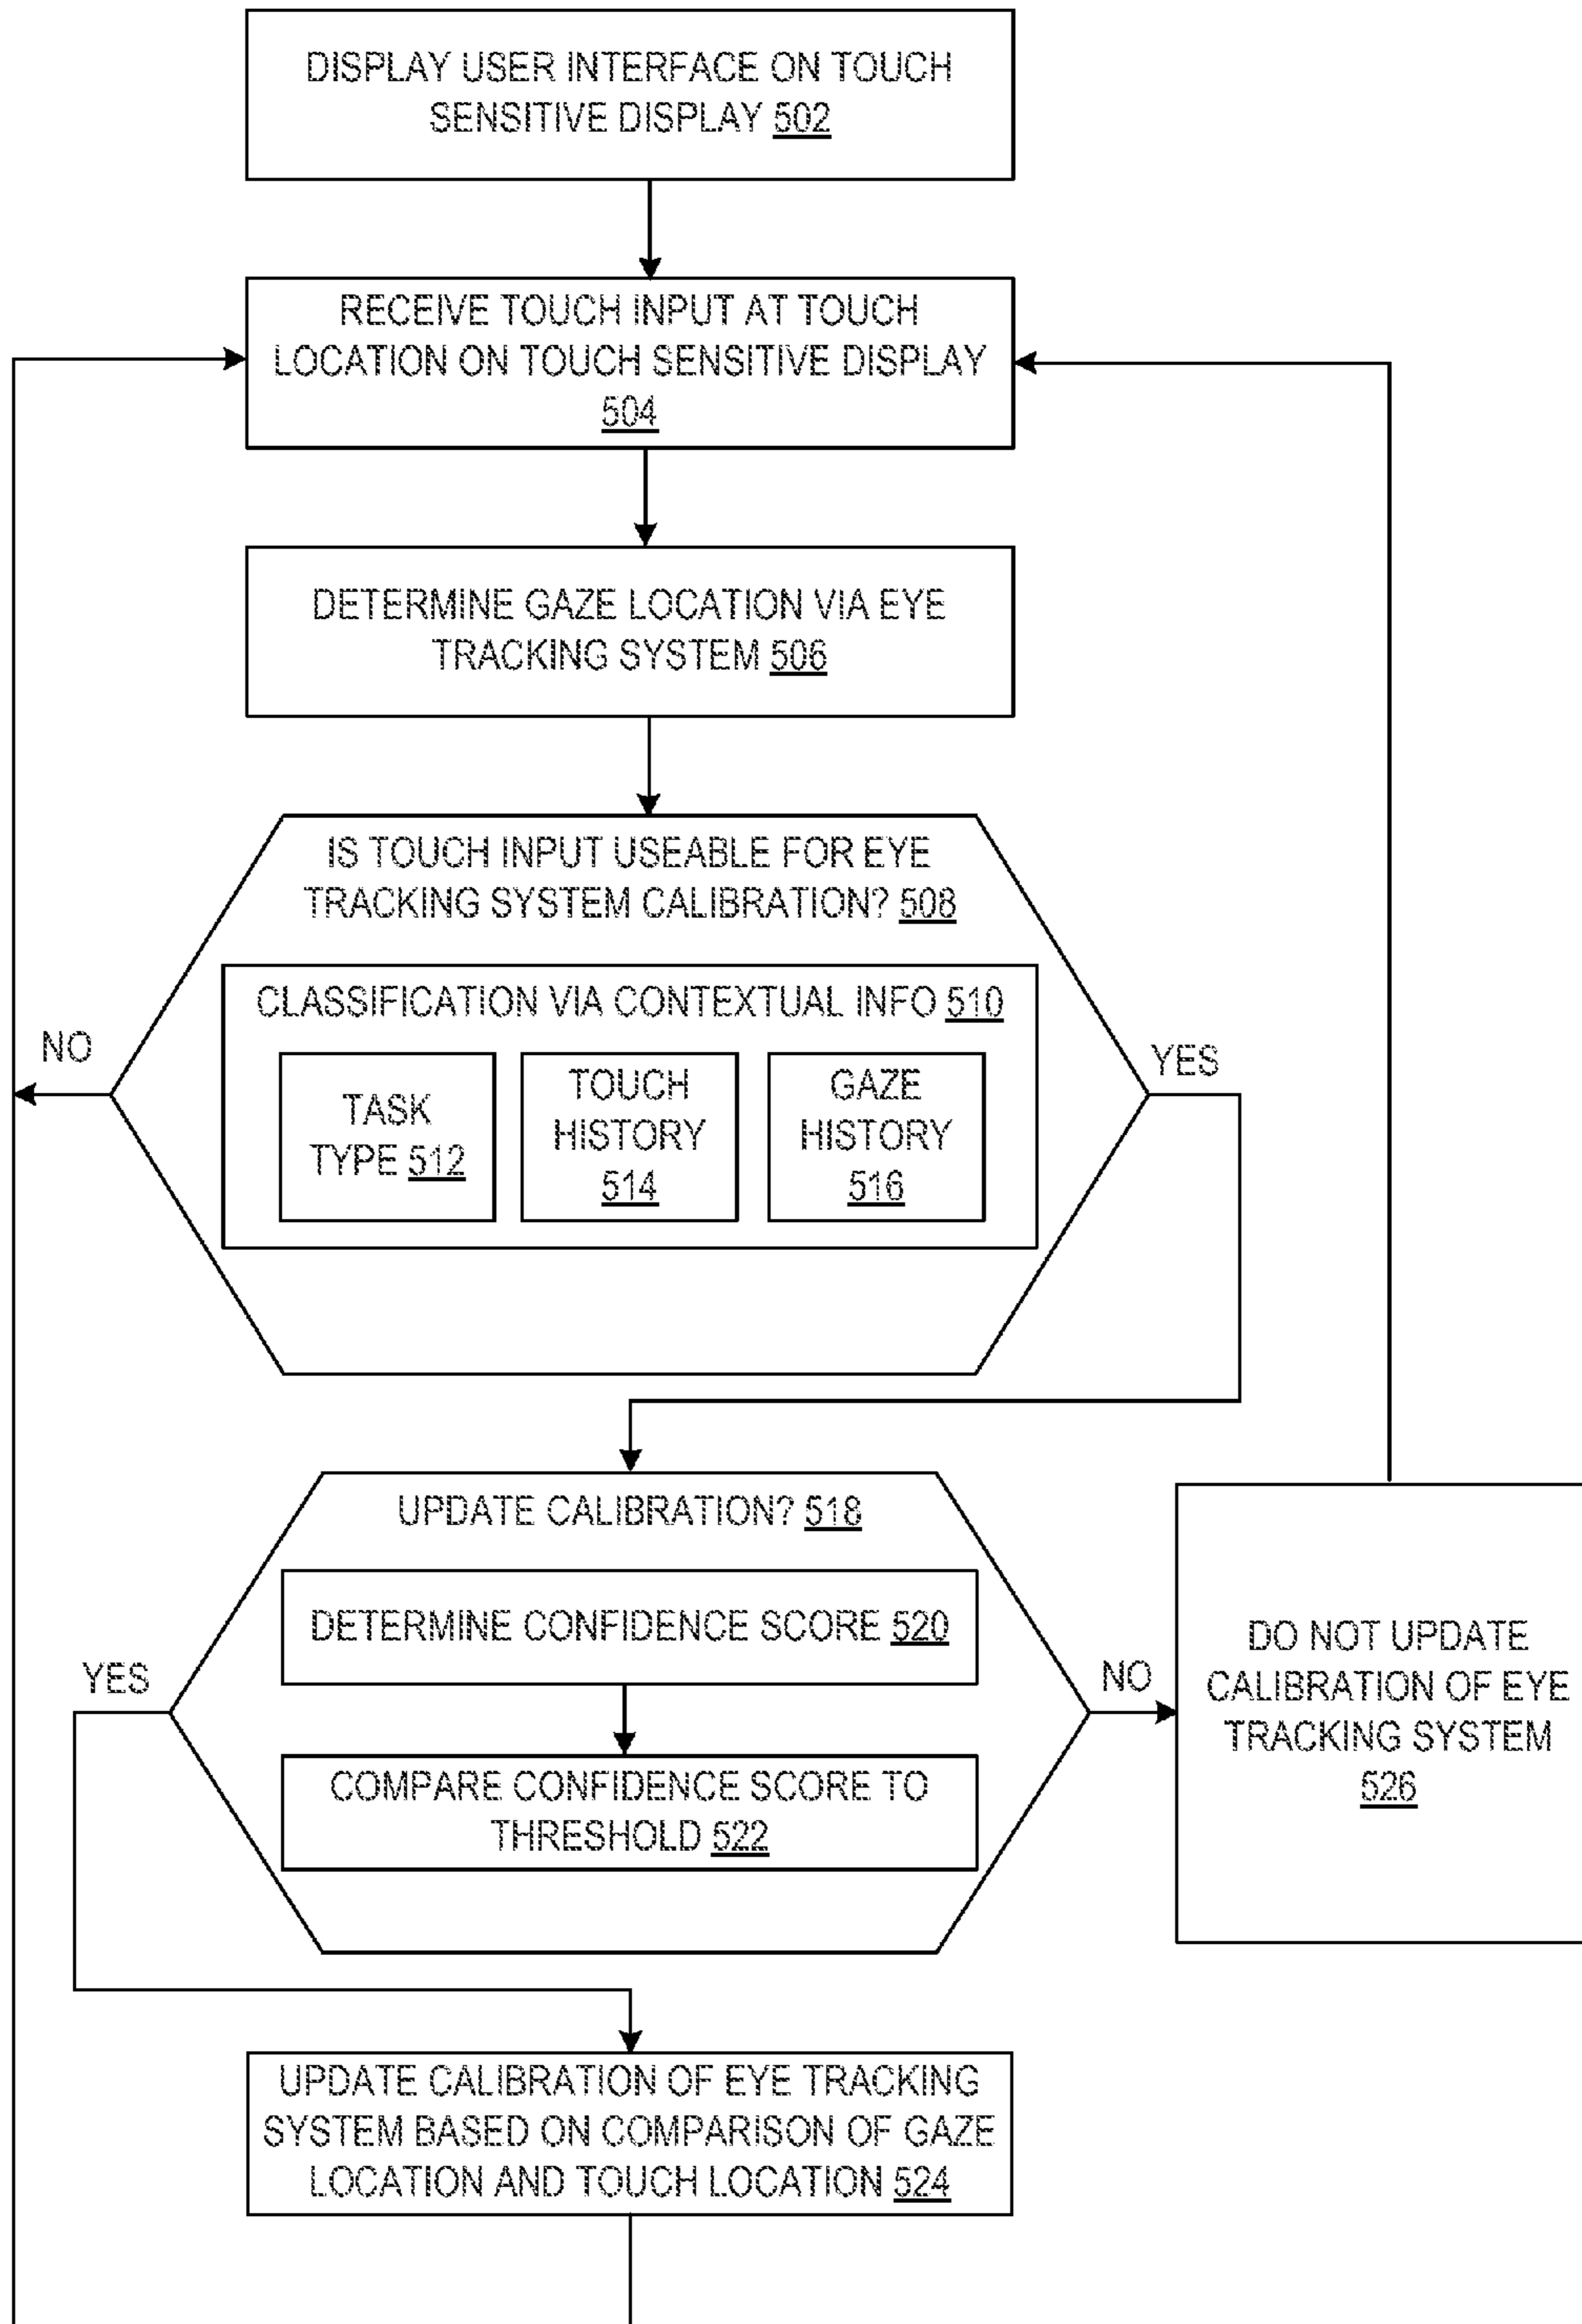 DISPLAY USER INTERFACE ON TOUCH
SENSITIVE DISPLAY 502
RECEIVE TOUCH INPUT AT TOUCH
LOCATION ON TOUCH SENSITIVE DISPLAY
504
DETERMINE GAZE LOCATION VIA EYE
TRACKING SYSTEM 506
IS TOUCH INPUT USEABLE FOR EYE
TRACKING SYSTEM CALIBRATION? 508
CLASSIFICATION VIA CONTEXTUAL INFO 510
NO
YES
TASK
TYPE 512
TOUCH
HISTORY
514
GAZE
HISTORY
516
UPDATE CALIBRATION? 518
DETERMINE CONFIDENCE SCORE 520
YES
NO
COMPARE CONFIDENCE SCORE TO
THRESHOLD 522
DO NOT UPDATE
CALIBRATION OF EYE
TRACKING SYSTEM
526
UPDATE CALIBRATION OF EYE TRACKING
SYSTEM BASED ON COMPARISON OF GAZE
LOCATION AND TOUCH LOCATION 524